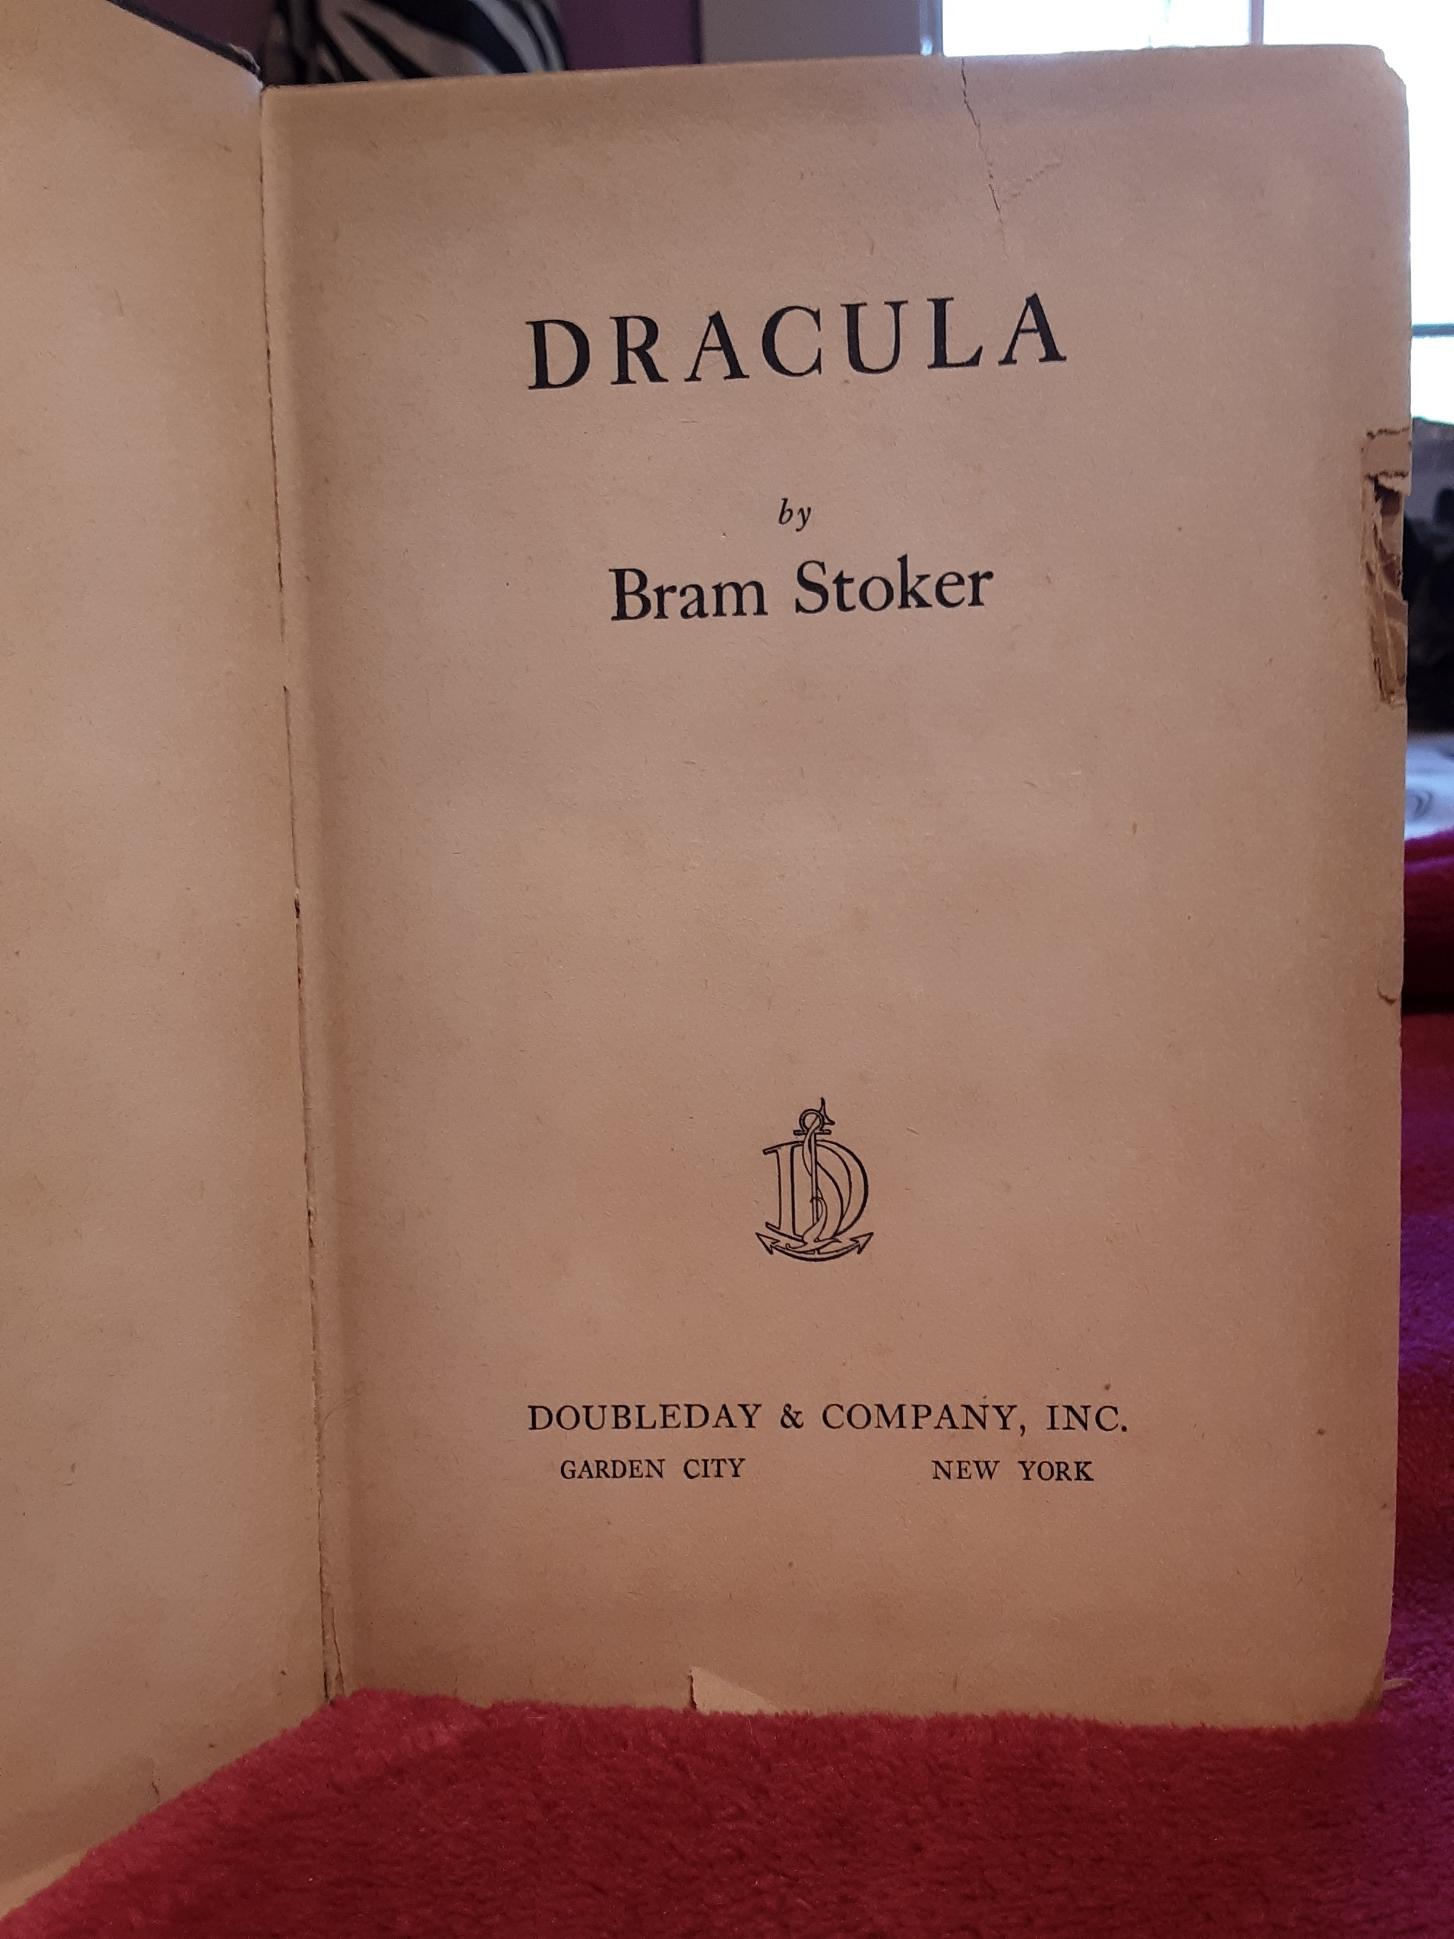 DRACULA
by
Bram Stoker
D
DOUBLEDAY & COMPANY, INC.
GARDEN CITY NEW YORK